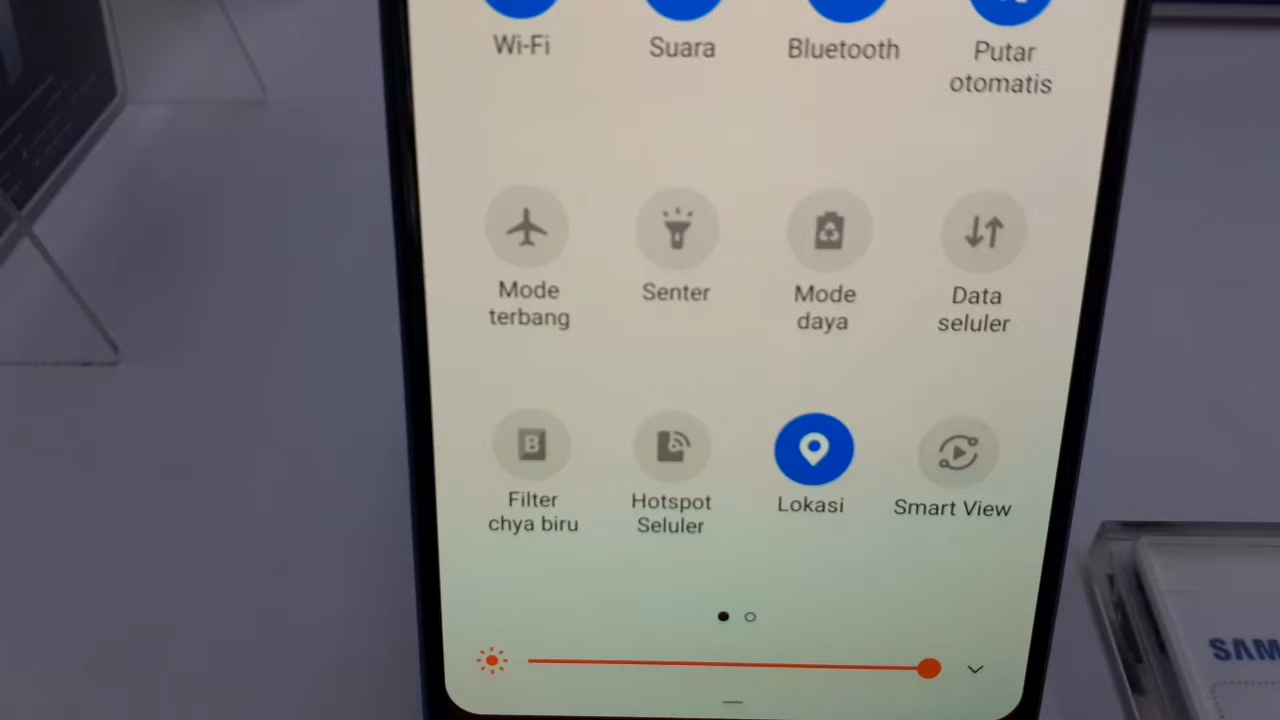 Wi-Fi
Suara
Bluetooth
Putar
otomatis
Mode
terbang
Senter
Mode
daya
Data
seluler
B
Filter
chya biru
Hotspot
Seluler
Lokasi
Smart View
SAM